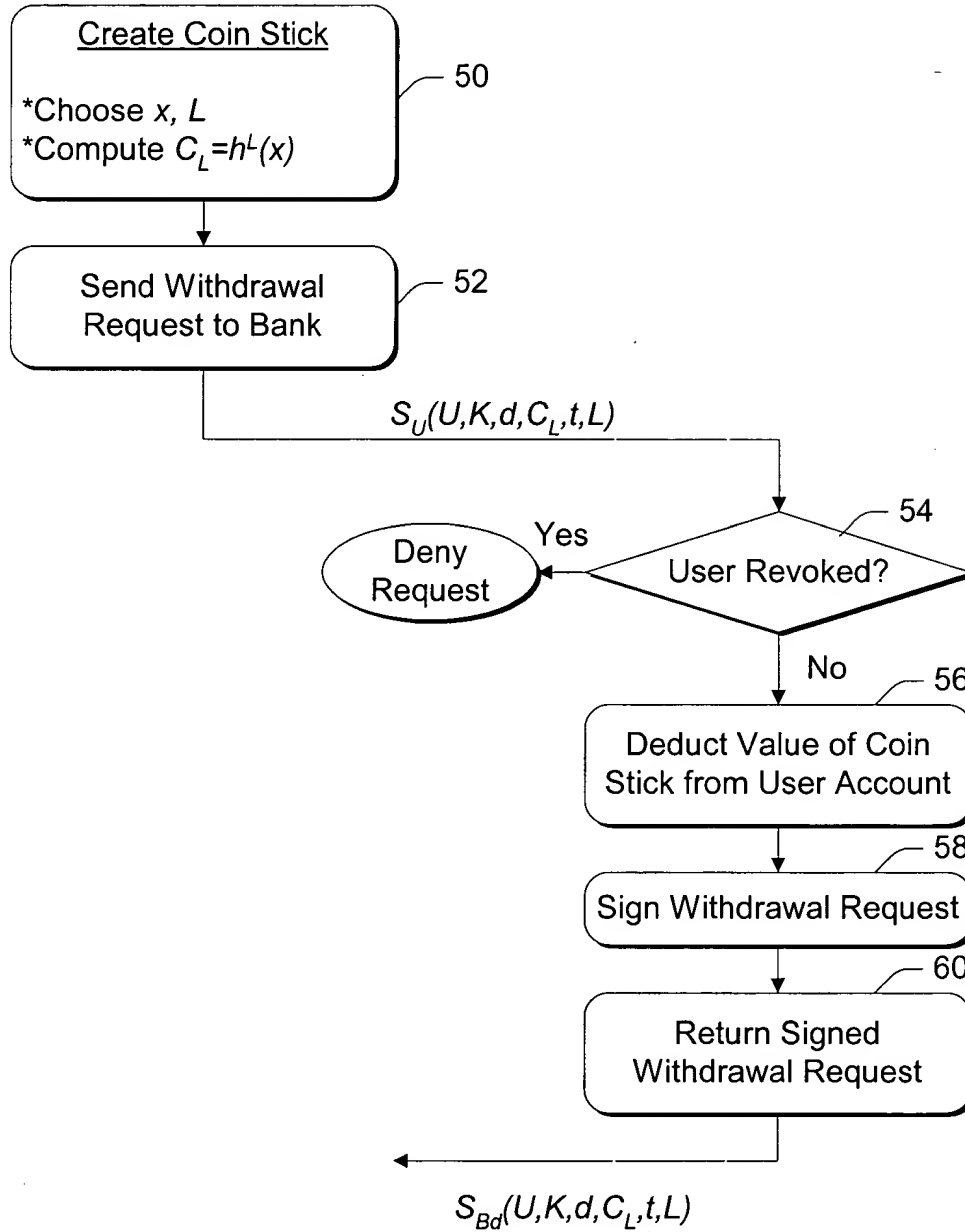 Create Coin Stick
50
*Choose x, L
*Compute C_L=h^L(x)
Send Withdrawal
Request to Bank
52
S_U(U,K,d,C_L,t,L)
54
User Revoked?
Yes
Deny
Request
No
56
Deduct Value of Coin
Stick from User Account
58
Sign Withdrawal Request
60
Return Signed
Withdrawal Request
S_Bd(U,K,d,C_L,t,L)